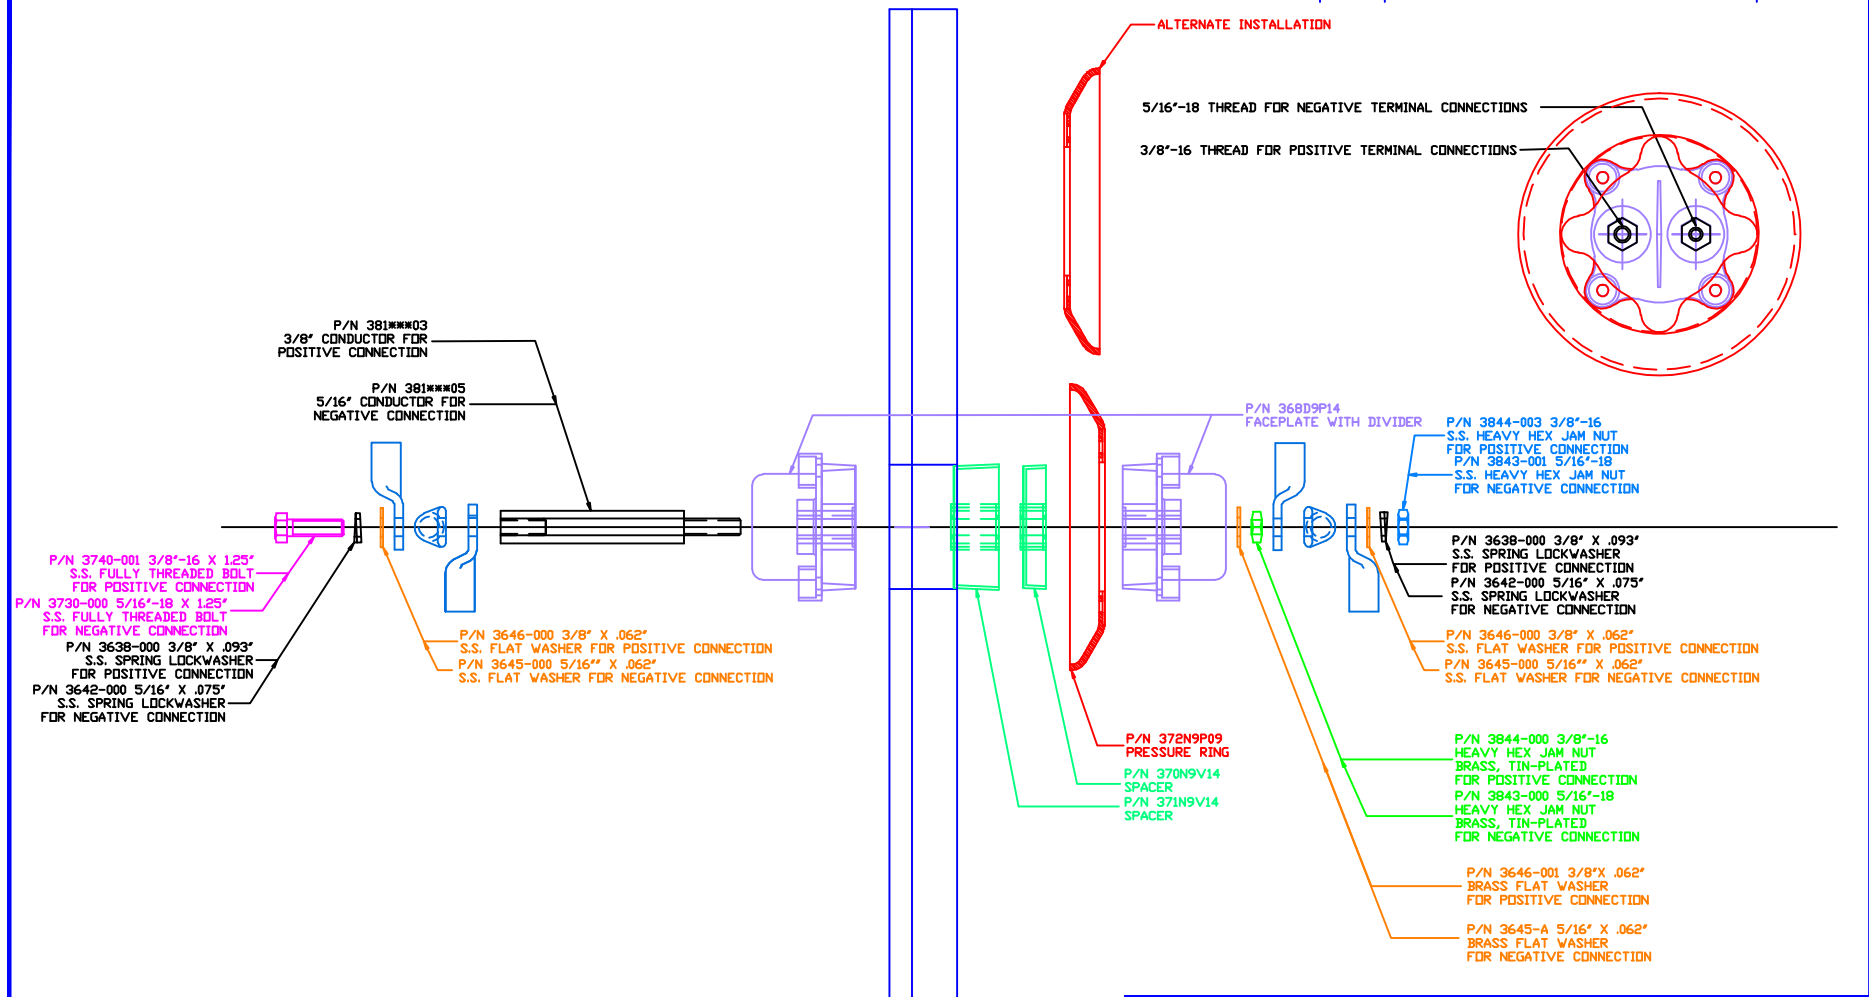 ALTERNATE INSTALLATION
5/16"-18 THREAD FOR NEGATIVE TERMINAL CONNECTIONS
3/8"-16 THREAD FOR POSITIVE TERMINAL CONNECTIONS
P/N 381***03
3/8" CONDUCTOR FOR
POSITIVE CONNECTION
P/N 381***05
5/16" CONDUCTOR FOR
NEGATIVE CONNECTION
P/N 368D9P14
FACEPLATE WITH DIVIDER
P/N 3844-003 3/8"-16
S.S. HEAVY HEX JAM NUT
FOR POSITIVE CONNECTION
P/N 3843-001 5/16"-18
S.S. HEAVY HEX JAM NUT
FOR NEGATIVE CONNECTION
P/N 3740-001 3/8"-16 X 1.25"
S.S. FULLY THREADED BOLT
FOR POSITIVE CONNECTION
P/N 3730-000 5/16"-18 X 1.25"
S.S. FULLY THREADED BOLT
FOR NEGATIVE CONNECTION
P/N 3638-000 3/8" X .093"
S.S. SPRING LOCKWASHER
FOR POSITIVE CONNECTION
P/N 3642-000 5/16" X .075"
S.S. SPRING LOCKWASHER
FOR NEGATIVE CONNECTION
P/N 3646-000 3/8" X .062"
S.S. FLAT WASHER FOR POSITIVE CONNECTION
P/N 3645-000 5/16"" X .062"
S.S. FLAT WASHER FOR NEGATIVE CONNECTION
P/N 3638-000 3/8" X .093"
S.S. SPRING LOCKWASHER
FOR POSITIVE CONNECTION
P/N 3642-000 5/16" X .075"
S.S. SPRING LOCKWASHER
FOR NEGATIVE CONNECTION
P/N 3646-000 3/8" X .062"
S.S. FLAT WASHER FOR POSITIVE CONNECTION
P/N 3645-000 5/16"" X .062"
S.S. FLAT WASHER FOR NEGATIVE CONNECTION
P/N 372N9P09
PRESSURE RING
P/N 370N9V14
SPACER
P/N 371N9V14
SPACER
P/N 3844-000 3/8"-16
HEAVY HEX JAM NUT
BRASS, TIN-PLATED
FOR POSITIVE CONNECTION
P/N 3843-000 5/16"-18
HEAVY HEX JAM NUT
BRASS, TIN-PLATED
FOR NEGATIVE CONNECTION
P/N 3646-001 3/8"X .062"
BRASS FLAT WASHER
FOR POSITIVE CONNECTION
P/N 3645-A 5/16" X .062"
BRASS FLAT WASHER
FOR NEGATIVE CONNECTION